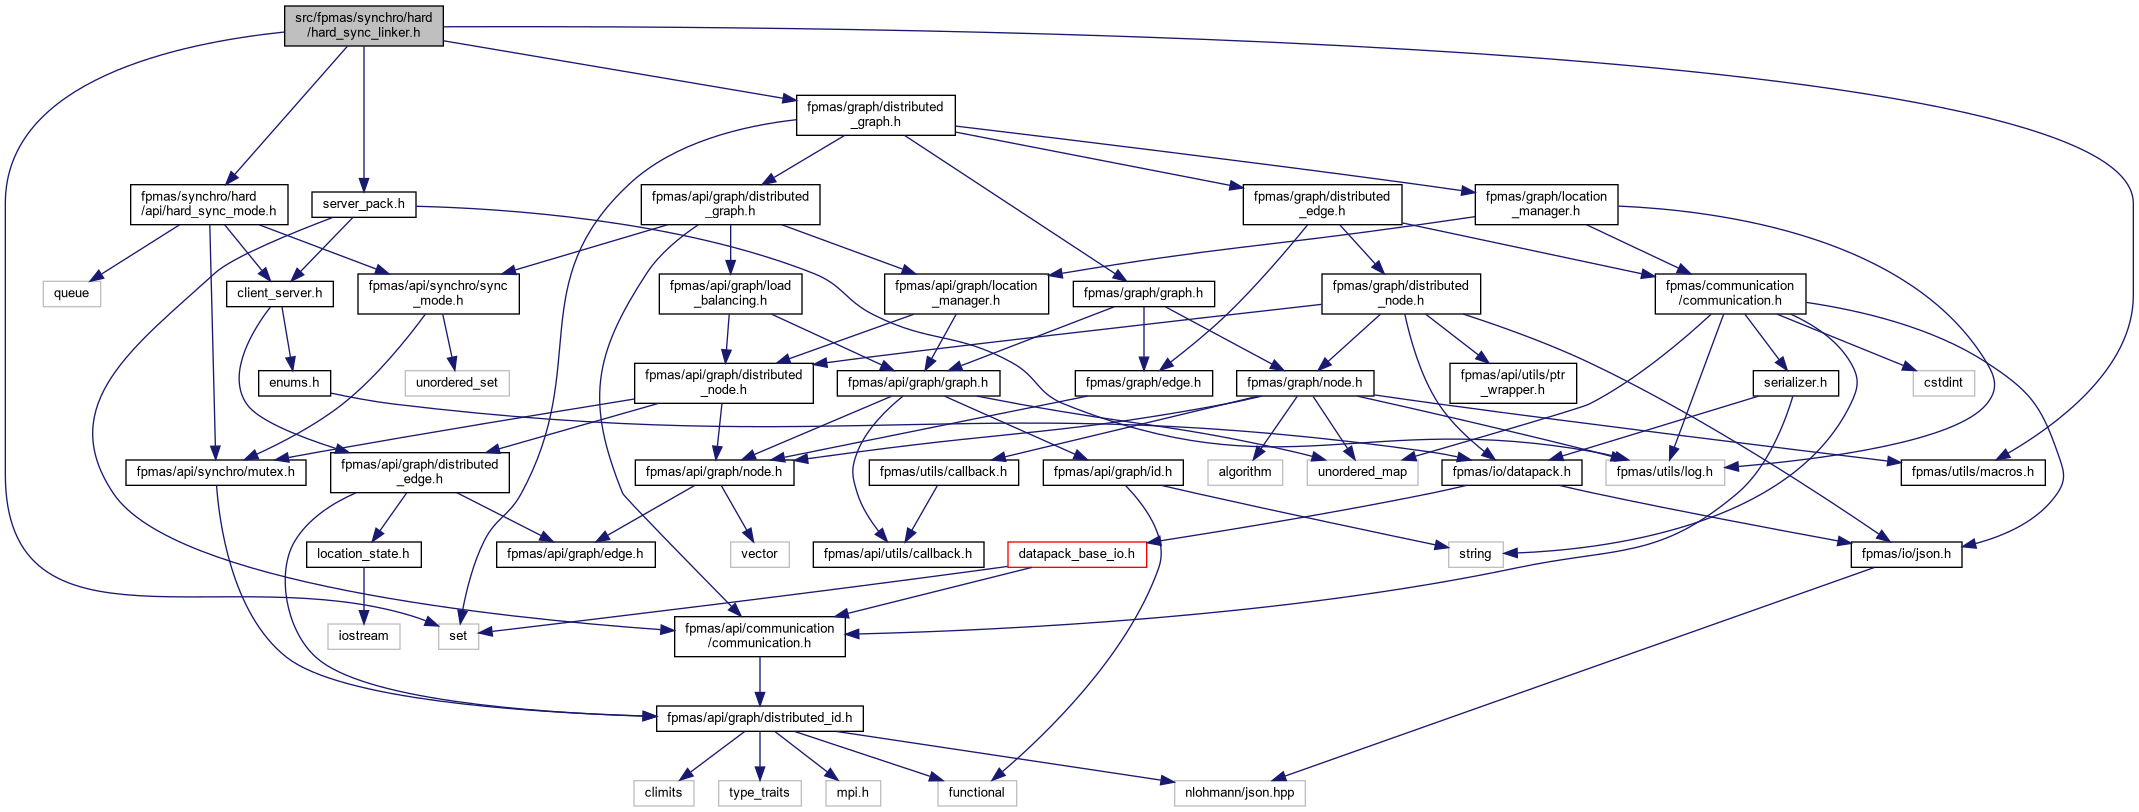 src/fpmas/synchro/hard
/hard_sync_linker.h
fpmas/graph/distributed
_graph.h
fpmas/synchro/hard
/api/hard_sync_mode.h
server_pack.h
fpmas/api/graph/distributed
_graph.h
fpmas/graph/distributed
_edge.h
fpmas/graph/location
_manager.h
queue
client_server.h
fpmas/api/synchro/sync
_mode.h
fpmas/api/graph/load
_balancing.h
fpmas/api/graph/location
_manager.h
fpmas/graph/graph.h
fpmas/graph/distributed
_node.h
fpmas/communication
/communication.h
enums.h
unordered_set
fpmas/api/graph/distributed
_node.h
fpmas/api/graph/graph.h
fpmas/graph/edge.h
fpmas/graph/node.h
fpmas/api/utils/ptr
_wrapper.h
serializer.h
cstdint
fpmas/api/synchro/mutex.h
fpmas/api/graph/distributed
_edge.h
fpmas/api/graph/node.h
fpmas/utils/callback.h
fpmas/api/graph/id.h
algorithm
unordered_map
fpmas/io/datapack.h
fpmas/utils/log.h
fpmas/utils/macros.h
location_state.h
fpmas/api/graph/edge.h
vector
fpmas/api/utils/callback.h
datapack_base_io.h
string
fpmas/io/json.h
iostream
set
fpmas/api/communication
/communication.h
fpmas/api/graph/distributed_id.h
climits
type_traits
mpi.h
functional
nlohmann/json.hpp